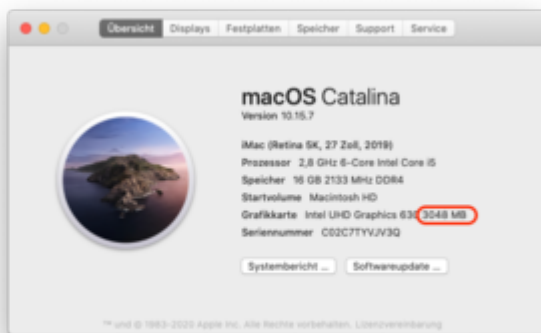 Übersicht Displays Festplatten Speicher Support Service
macOS Catalina
Version 10.15.7
iMac (Retina 5K, 27 Zoll, 2019)
Prozessor 2,8 GHz 6-Core Intel Core i5
Speicher 16 GB 2133 MHz DDR4
Startvolume Macintosh HD
Grafikkarte Intel UHD Graphics 630 3048 MB
Seriennummer C02C7TYVJV3Q
Systembericht ... Softwareupdate ...
™ und © 1983-2020 Apple Inc. Alle Rechte vorbehalten. Lizenzvereinbarung